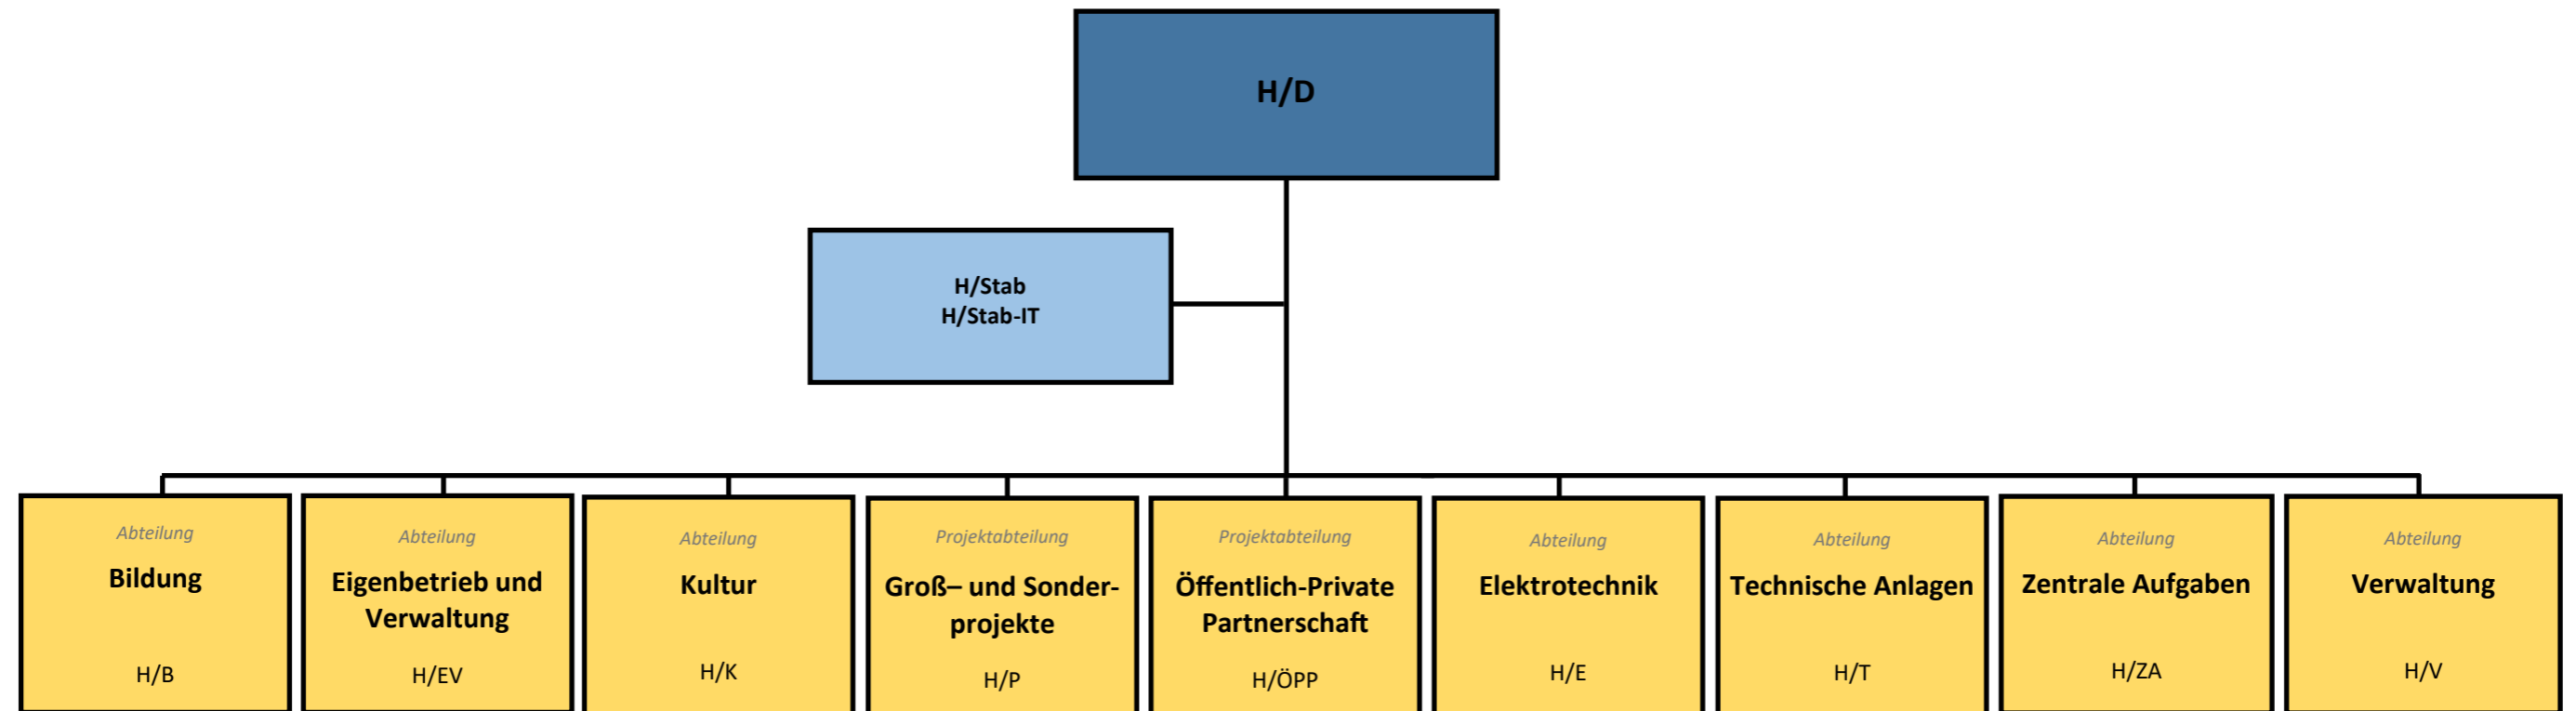 H/D
H/Stab
H/Stab-IT
Abteilung
Bildung
H/B
Abteilung
Eigenbetrieb und
Verwaltung
H/EV
Abteilung
Kultur
H/K
Projektabteilung
Groß– und Sonder-
projekte
H/P
Projektabteilung
Öffentlich-Private
Partnerschaft
H/ÖPP
Abteilung
Elektrotechnik
H/E
Abteilung
Technische Anlagen
H/T
Abteilung
Zentrale Aufgaben
H/ZA
Abteilung
Verwaltung
H/V